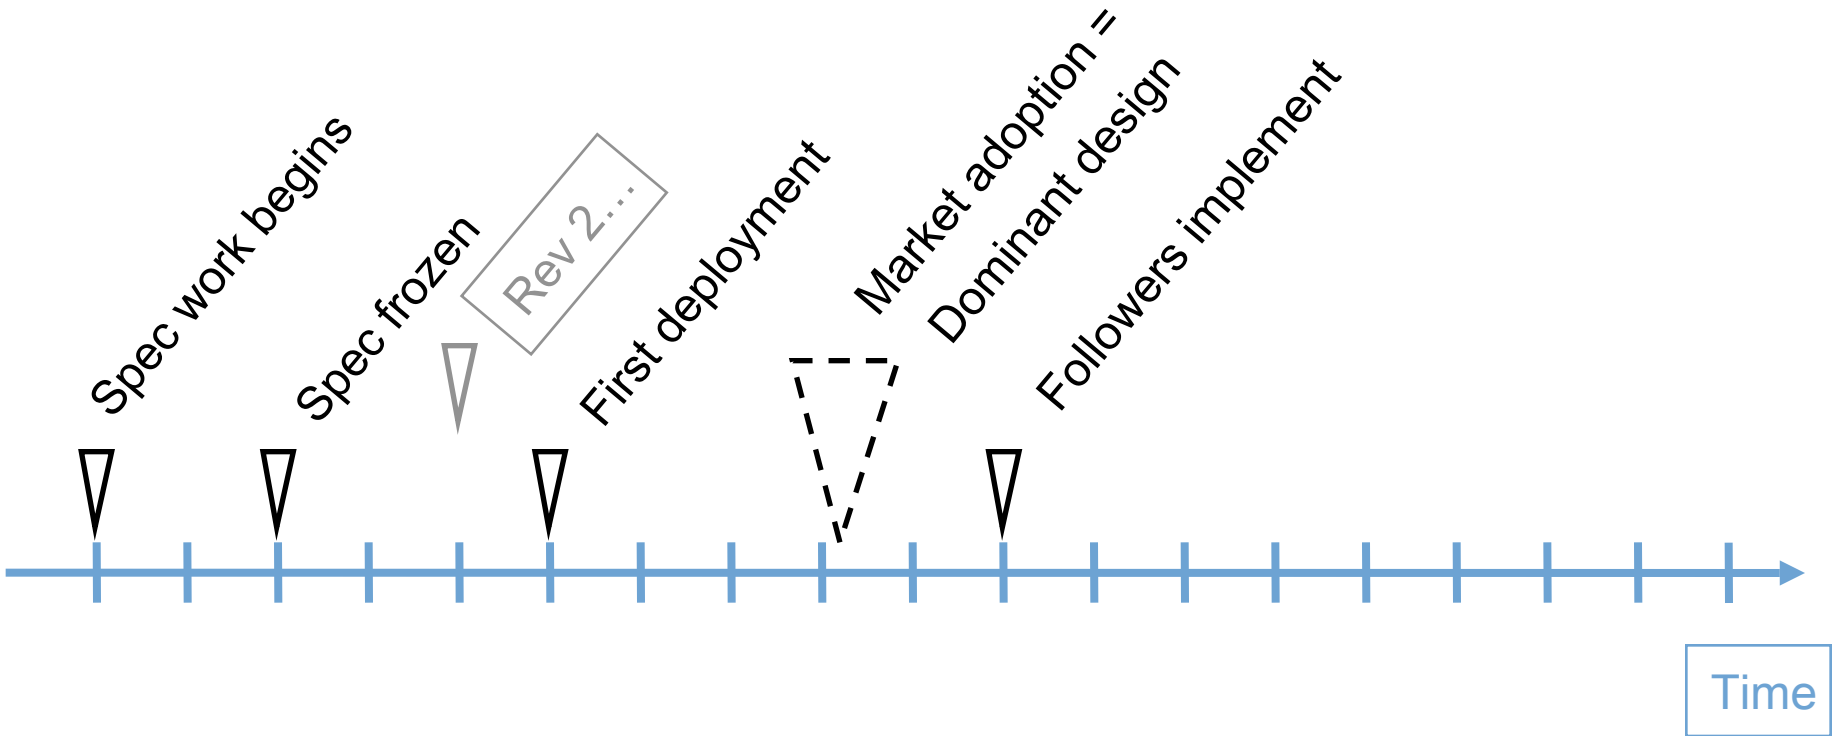 Spec work begins
Spec frozen
Rev 2…
First deployment
Market adoption =
Dominant design
Followers implement
Time